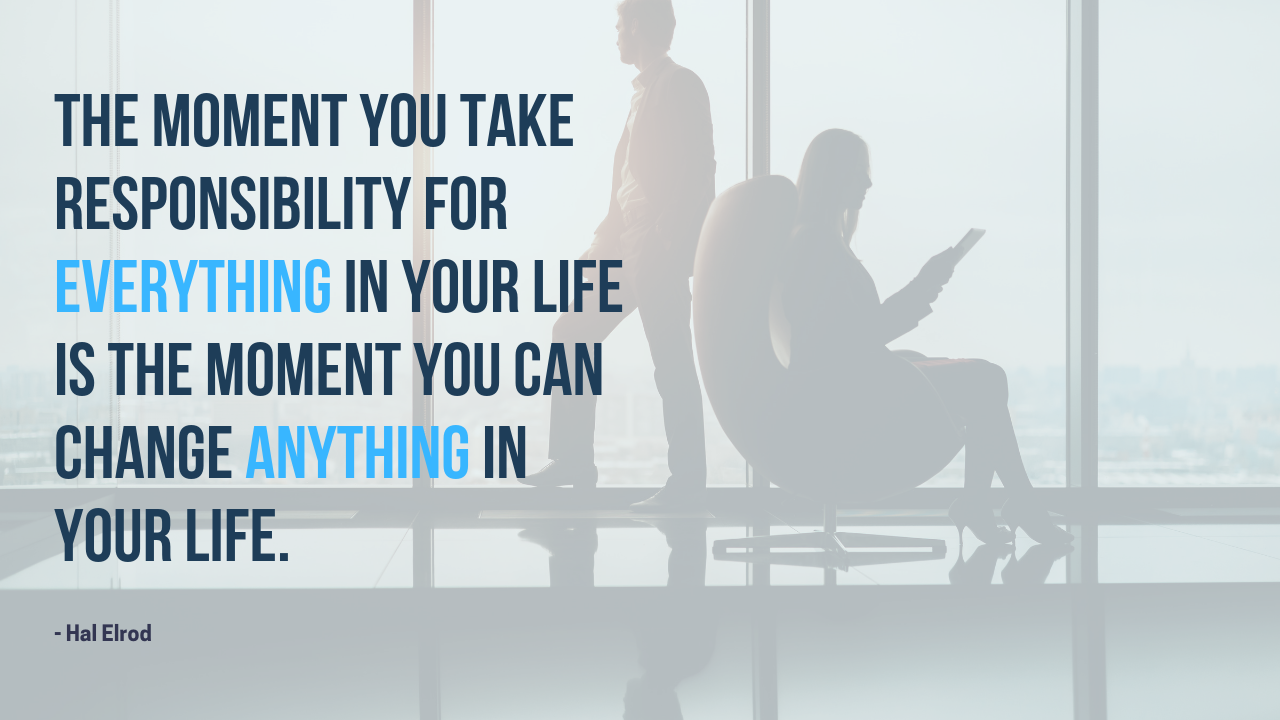 THE MOMENT YOU TAKE
RESPONSIBILITY FOR
EVERYTHING IN YOUR LIFE
IS THE MOMENT YOU CAN
CHANGE ANYTHING IN
YOUR LIFE.
- Hal Elrod